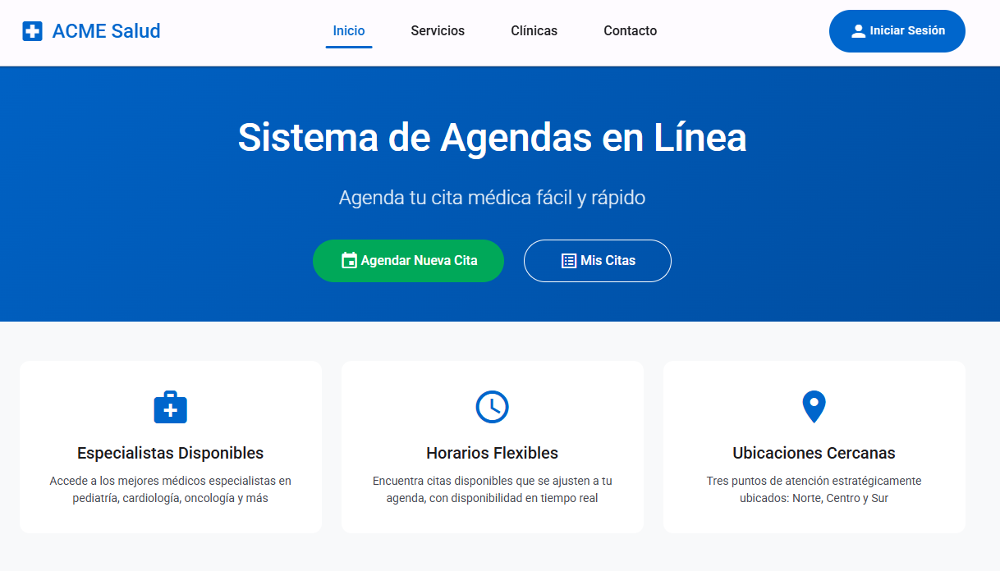 ACME Salud
Inicio
Servicios
Clínicas
Contacto
Iniciar Sesión
Sistema de Agendas en Línea
Agenda tu cita médica fácil y rápido
Agendar Nueva Cita
Mis Citas
Especialistas Disponibles
Accede a los mejores médicos especialistas en
pediatría, cardiología, oncología y más
Horarios Flexibles
Encuentra citas disponibles que se ajusten a tu
agenda, con disponibilidad en tiempo real
Ubicaciones Cercanas
Tres puntos de atención estratégicamente
ubicados: Norte, Centro y Sur